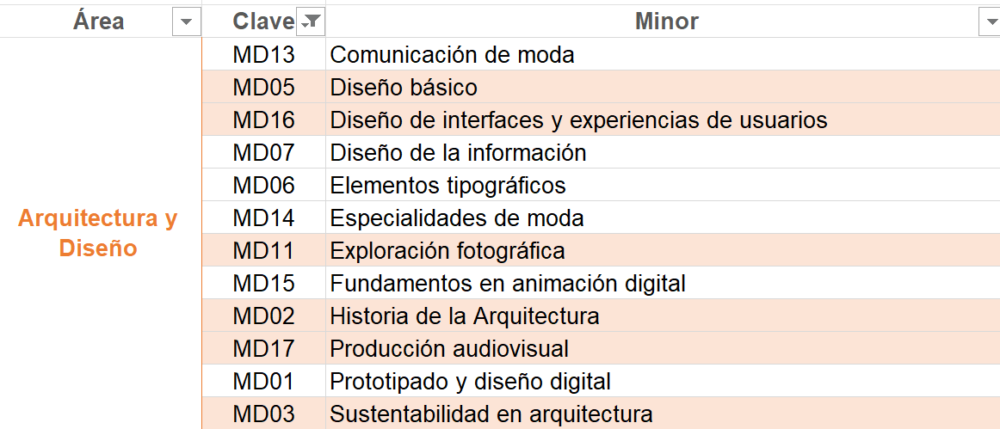 Área Clave Minor
MD13 Comunicación de moda
MD05 Diseño básico
MD16 Diseño de interfaces y experiencias de usuarios
MD07 Diseño de la información
MD06 Elementos tipográficos
Arquitectura y
Diseño
MD14 Especialidades de moda
MD11 Exploración fotográfica
MD15 Fundamentos en animación digital
MD02 Historia de la Arquitectura
MD17 Producción audiovisual
MD01 Prototipado y diseño digital
MD03 Sustentabilidad en arquitectura